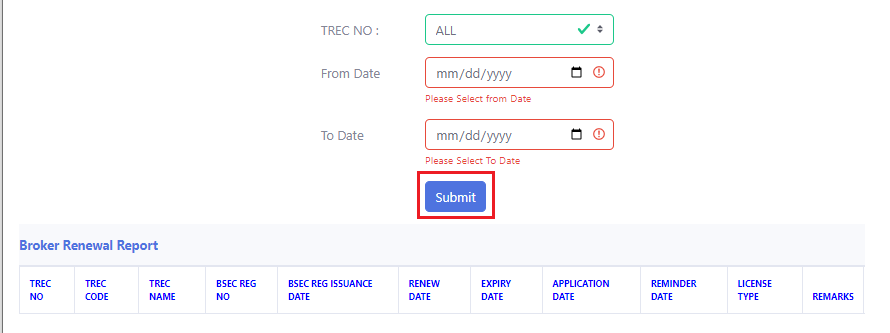 TREC NO :
ALL
From Date
mm/dd/yyyy
Please Select from Date
To Date
mm/dd/yyyy
Please Select To Date
Submit
Broker Renewal Report
TREC NO
TREC CODE
TREC NAME
BSEC REG NO
BSEC REG ISSUANCE DATE
RENEW DATE
EXPIRY DATE
APPLICATION DATE
REMINDER DATE
LICENSE TYPE
REMARKS